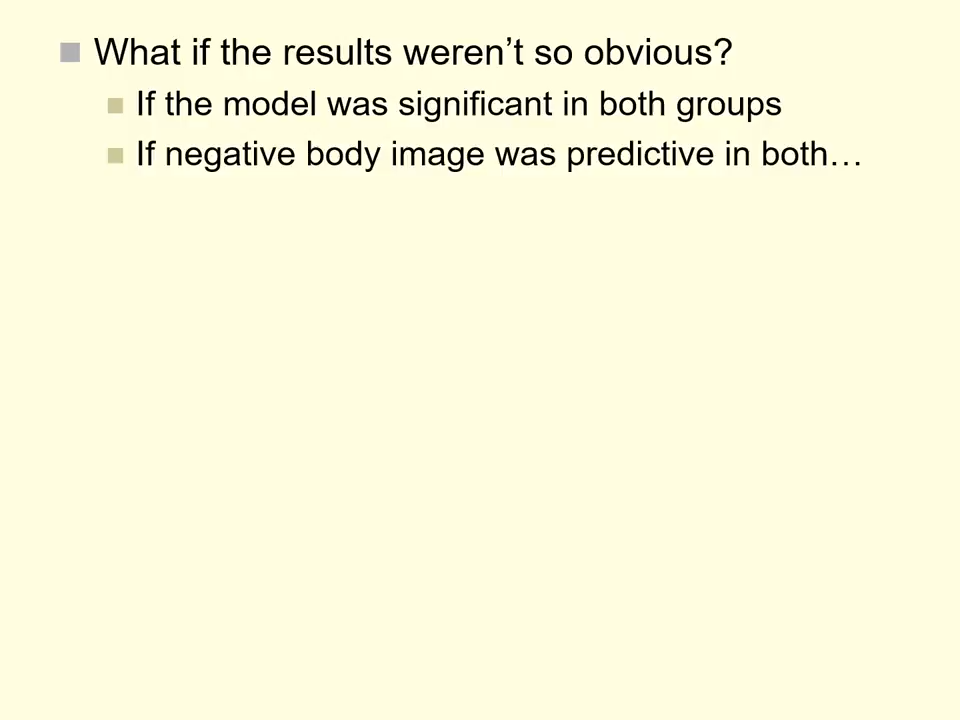 What if the results weren’t so obvious?
If the model was significant in both groups
If negative body image was predictive in both…